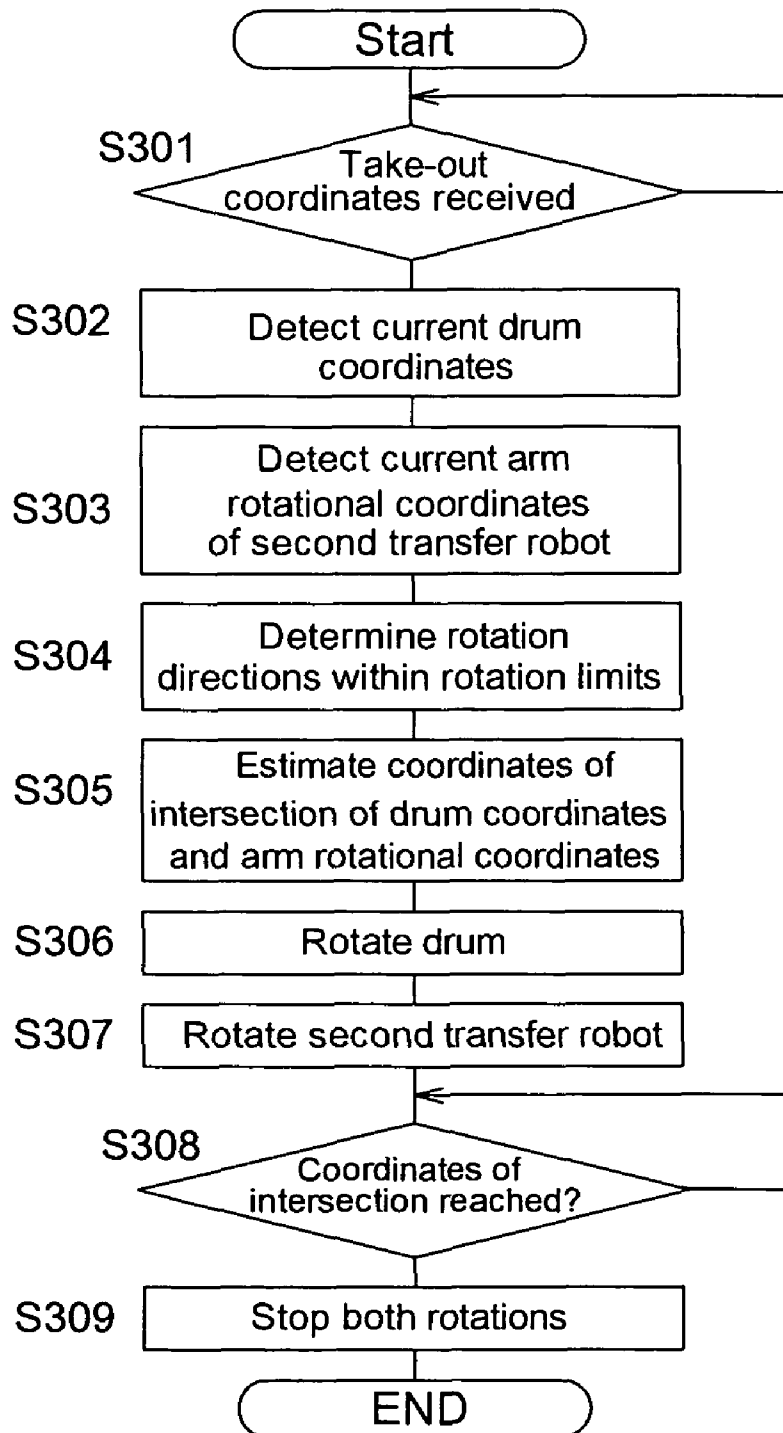 Start
S301
Take-out
coordinates received
S302
Detect current drum
coordinates
S303
Detect current arm
rotational coordinates
of second transfer robot
S304
Determine rotation
directions within rotation limits
S305
Estimate coordinates of
intersection of drum coordinates
and arm rotational coordinates
S306
Rotate drum
S307
Rotate second transfer robot
S308
Coordinates of
intersection reached?
S309
Stop both rotations
END